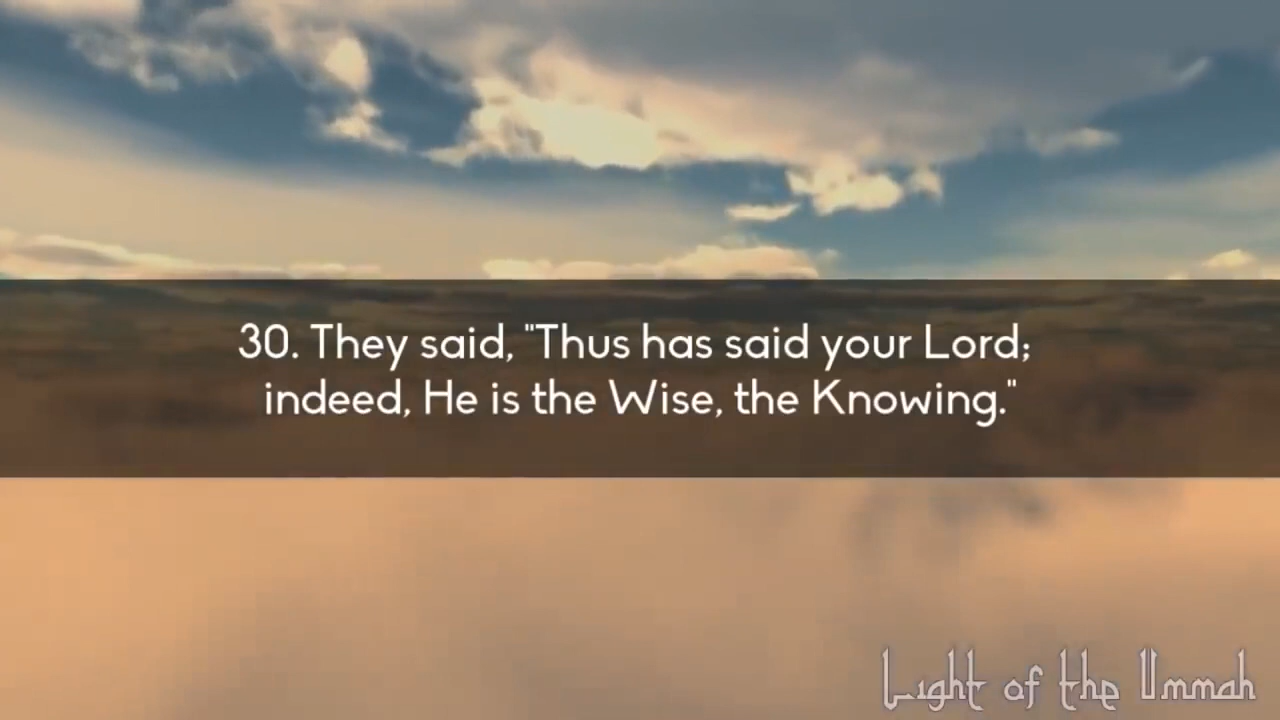 30. They said, "Thus has said your Lord;
indeed, He is the Wise, the Knowing."
Light of the Ummah